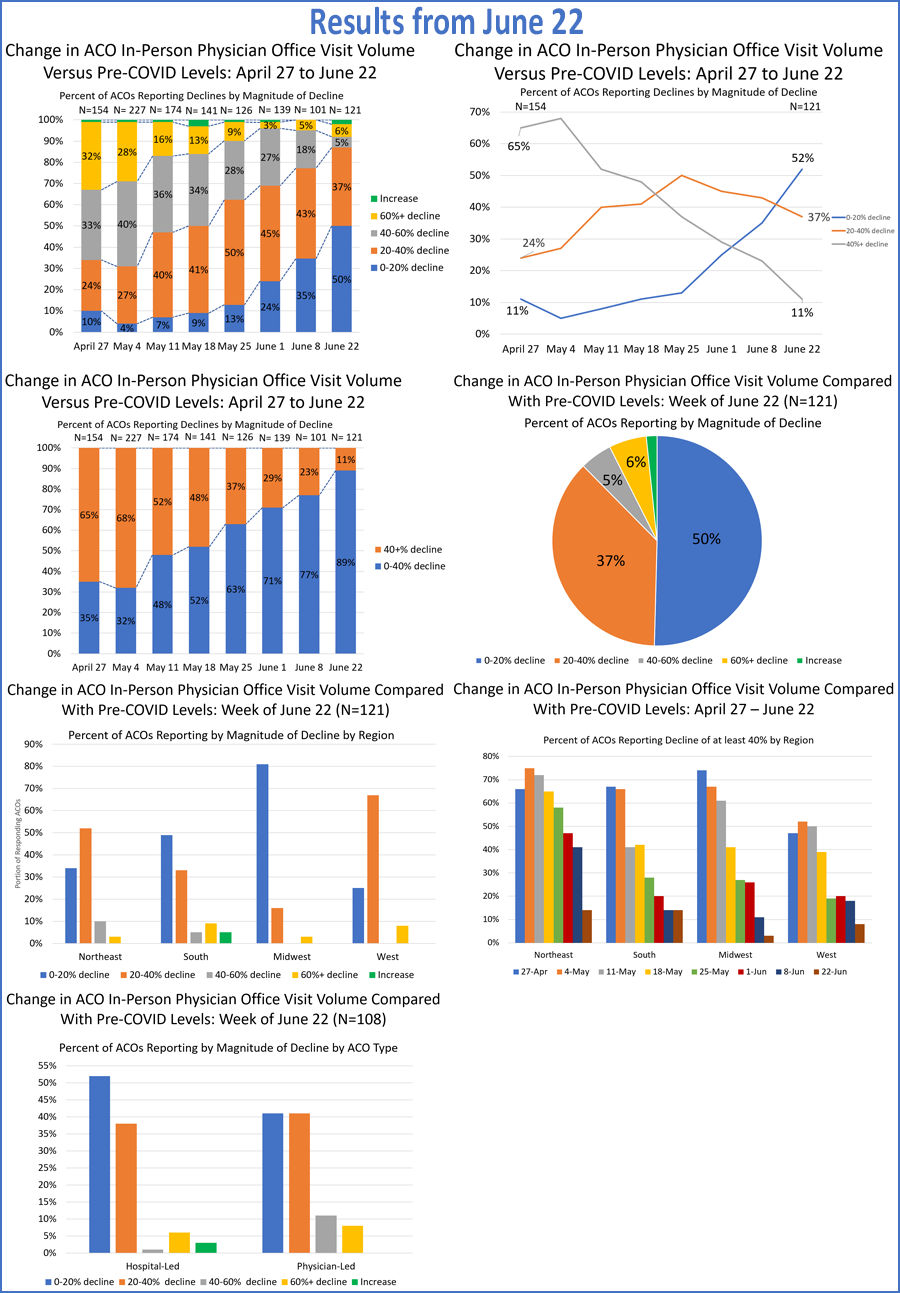 Results from June 22
Change in ACO In-Person Physician Office Visit Volume
Versus Pre-COVID Levels: April 27 to June 22
Percent of ACOs Reporting Declines by Magnitude of Decline
N=154 N= 227 N= 174 N= 141 N= 126 N= 139 N= 101 N= 121
100%
90%
80%
70%
60%
50%
40%
30%
20%
10%
0%
32% 28% 16% 13% 9% 3% 5% 6%
33% 40% 36% 34% 28% 27% 18% 5%
24% 27% 40% 41% 50% 45% 43% 37%
10% 4% 7% 9% 13% 24% 35% 50%
April 27 May 4 May 11 May 18 May 25 June 1 June 8 June 22
Increase
60%+ decline
40-60% decline
20-40% decline
0-20% decline
Change in ACO In-Person Physician Office Visit Volume
Versus Pre-COVID Levels: April 27 to June 22
Percent of ACOs Reporting Declines by Magnitude of Decline
N=154 N=121
70%
60%
50%
40%
30%
20%
10%
0%
65%
24%
11%
52%
37%
11%
0-20% decline
20-40% decline
40%+ decline
April 27 May 4 May 11 May 18 May 25 June 1 June 8 June 22
Change in ACO In-Person Physician Office Visit Volume
Versus Pre-COVID Levels: April 27 to June 22
Percent of ACOs Reporting Declines by Magnitude of Decline
N=154 N= 227 N= 174 N= 141 N= 126 N= 139 N= 101 N= 121
100%
90%
80%
70%
60%
50%
40%
30%
20%
10%
0%
65% 68% 52% 48% 37% 29% 23% 11%
35% 32% 48% 52% 63% 71% 77% 89%
April 27 May 4 May 11 May 18 May 25 June 1 June 8 June 22
40+% decline
0-40% decline
Change in ACO In-Person Physician Office Visit Volume Compared
With Pre-COVID Levels: Week of June 22 (N=121)
Percent of ACOs Reporting by Magnitude of Decline
6%
5%
50%
37%
0-20% decline 20-40% decline 40-60% decline 60%+ decline Increase
Change in ACO In-Person Physician Office Visit Volume Compared
With Pre-COVID Levels: Week of June 22 (N=121)
Percent of ACOs Reporting by Magnitude of Decline by Region
Portion of Responding ACOs
90%
80%
70%
60%
50%
40%
30%
20%
10%
0%
Northeast South Midwest West
0-20% decline 20-40% decline 40-60% decline 60%+ decline Increase
Change in ACO In-Person Physician Office Visit Volume Compared
With Pre-COVID Levels: April 27 – June 22
Percent of ACOs Reporting Decline of at least 40% by Region
80%
70%
60%
50%
40%
30%
20%
10%
0%
Northeast South Midwest West
27-Apr 4-May 11-May 18-May 25-May 1-Jun 8-Jun 22-Jun
Change in ACO In-Person Physician Office Visit Volume Compared
With Pre-COVID Levels: Week of June 22 (N=108)
Percent of ACOs Reporting by Magnitude of Decline by ACO Type
55%
50%
45%
40%
35%
30%
25%
20%
15%
10%
5%
0%
Hospital-Led Physician-Led
0-20% decline 20-40% decline 40-60% decline 60%+ decline Increase